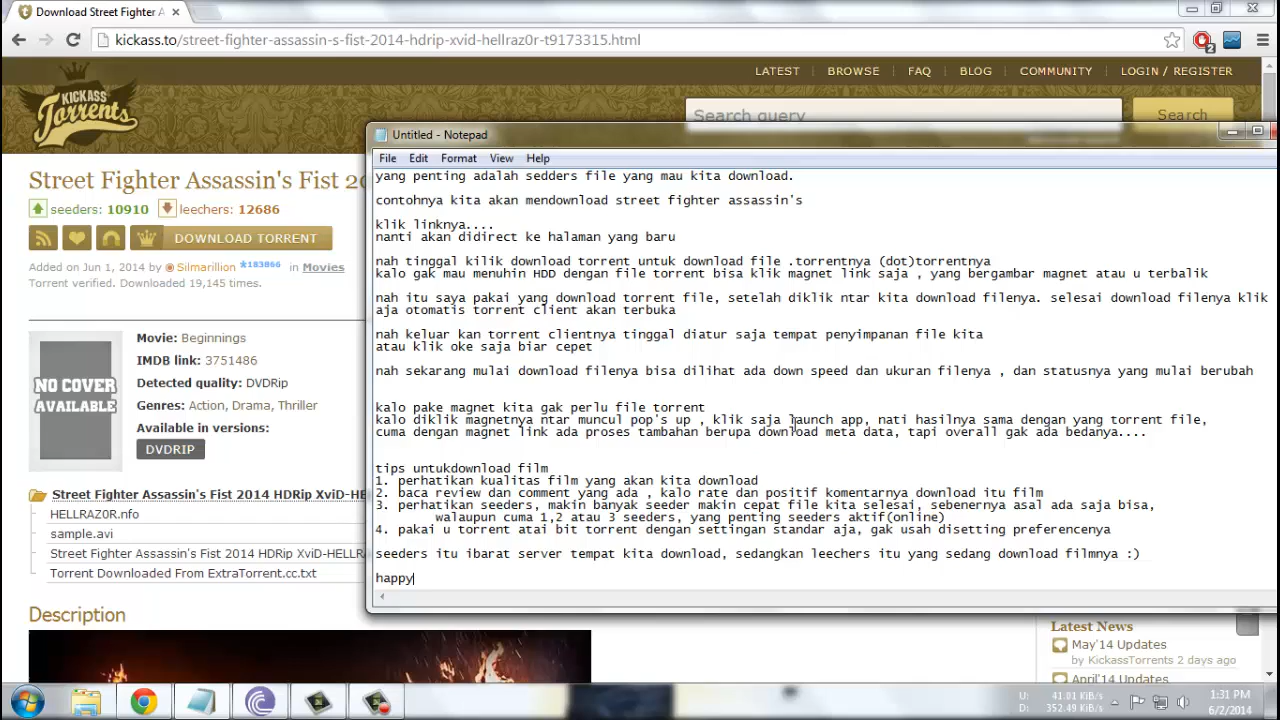 Download Street Fighter A
kickass.to/street-fighter-assassin-s-fist-2014-hdrip-xvid-hellraz0r-t9173315.html
2
LATEST BROWSE FAQ BLOG COMMUNITY LOGIN / REGISTER
KICKASS
Torrents
Search query
Search
Street Fighter Assassin's Fist
seeders: 10910 leechers: 12686
DOWNLOAD TORRENT
Added on Jun 1, 2014 by Smarillion *183866 in Movies
Torrent verified. Downloaded 19,145 times.
NO COVER
AVAILABLE
Movie: Beginnings
IMDB link: 3751486
Detected quality: DVDRip
Genres: Action, Drama, Thriller
Available in versions:
DVDRIP
Street Fighter Assassin's Fist 2014 HDRip XviD-HE
HELLRAZ0R.nfo
sample.avi
Street Fighter Assassin's Fist 2014 HDRip XviD-HELLR
Torrent Downloaded From ExtraTorrent.cc.txt
Description
Untitled - Notepad
File Edit Format View Help
yang penting adalah sedders file yang mau kita download.
contohnya kita akan mendownload street fighter assassin's
klik linknya....
nanti akan didirect ke halaman yang baru
nah tinggal kilik download torrent untuk download file .torrentnya (dot)torrentnya
kalo gak mau menuhin HDD dengan file torrent bisa klik magnet link saja , yang bergambar magnet atau u terbalik
nah itu saya pakai yang download torrent file, setelah diklik ntar kita download filenya. selesai download filenya klik
aja otomatis torrent client akan terbuka
nah keluar kan torrent clientnya tinggal diatur saja tempat penyimpanan file kita
atau klik oke saja biar cepet
nah sekarang mulai download filenya bisa dilihat ada down speed dan ukuran filenya , dan statusnya yang mulai berubah
kalo pake magnet kita gak perlu file torrent
kalo diklik magnetnya ntar muncul pop's up , klik saja launch app, nati hasilnya sama dengan yang torrent file,
cuma dengan magnet link ada proses tambahan berupa download meta data, tapi overall gak ada bedanya....
tips untukdownload film
1. perhatikan kualitas film yang akan kita download
2. baca review dan comment yang ada , kalo rate dan positif komentarnya download itu film
3. perhatikan seeders, makin banyak seeder makin cepat file kita selesai, sebenernya asal ada saja bisa,
walaupun cuma 1,2 atau 3 seeders, yang penting seeders aktif(online)
4. pakai u torrent atai bit torrent dengan settingan standar aja, gak usah disetting preferencenya
seeders itu ibarat server tempat kita download, sedangkan leechers itu yang sedang download filmnya :)
happy
Latest News
May'14 Updates
by KickassTorrents 2 days ago
April'14 Updates
U: 41.01 KiB/s
D: 352.49 KiB/s
1:31 PM
6/2/2014